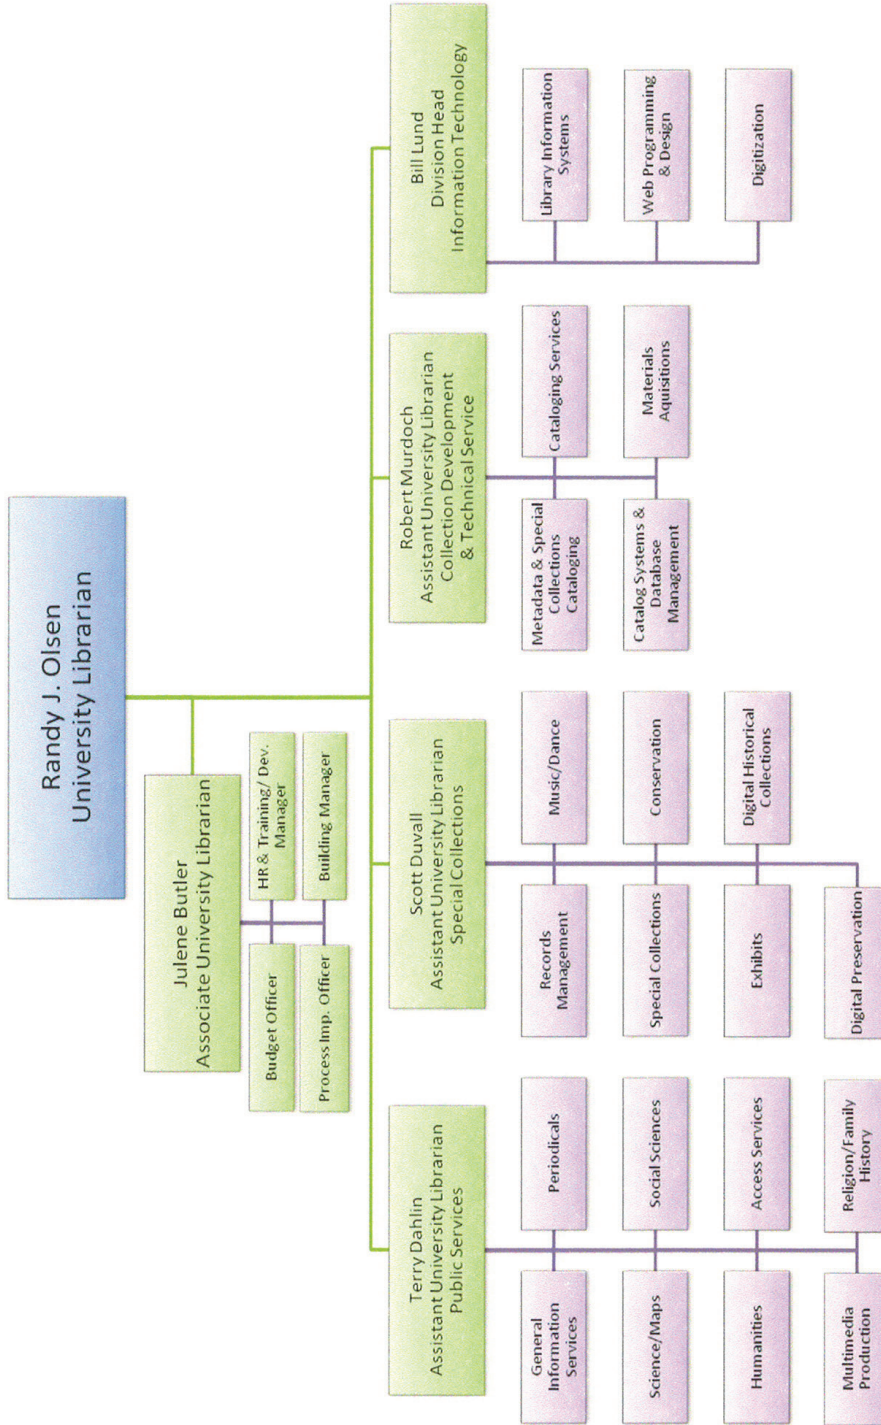 Randy J. Olsen
University Librarian
Julene Butler
Associate University Librarian
Budget Officer
HR & Training/ Dev.
Manager
Process Imp. Officer
Building Manager
Terry Dahlin
Assistant University Librarian
Public Services
General
Information
Services
Periodicals
Science/Maps
Social Sciences
Humanities
Access Services
Multimedia
Production
Religion/Family
History
Scott Duvall
Assistant University Librarian
Special Collections
Records
Management
Music/Dance
Special Collections
Conservation
Exhibits
Digital Historical
Collections
Digital Preservation
Robert Murdoch
Assistant University Librarian
Collection Development
& Technical Service
Metadada & Special
Collections
Cataloging
Cataloging Services
Catalog Systems &
Database
Management
Materials
Aquisitions
Bill Lund
Division Head
Information Technology
Library Information
Systems
Web Programming
& Design
Digitization